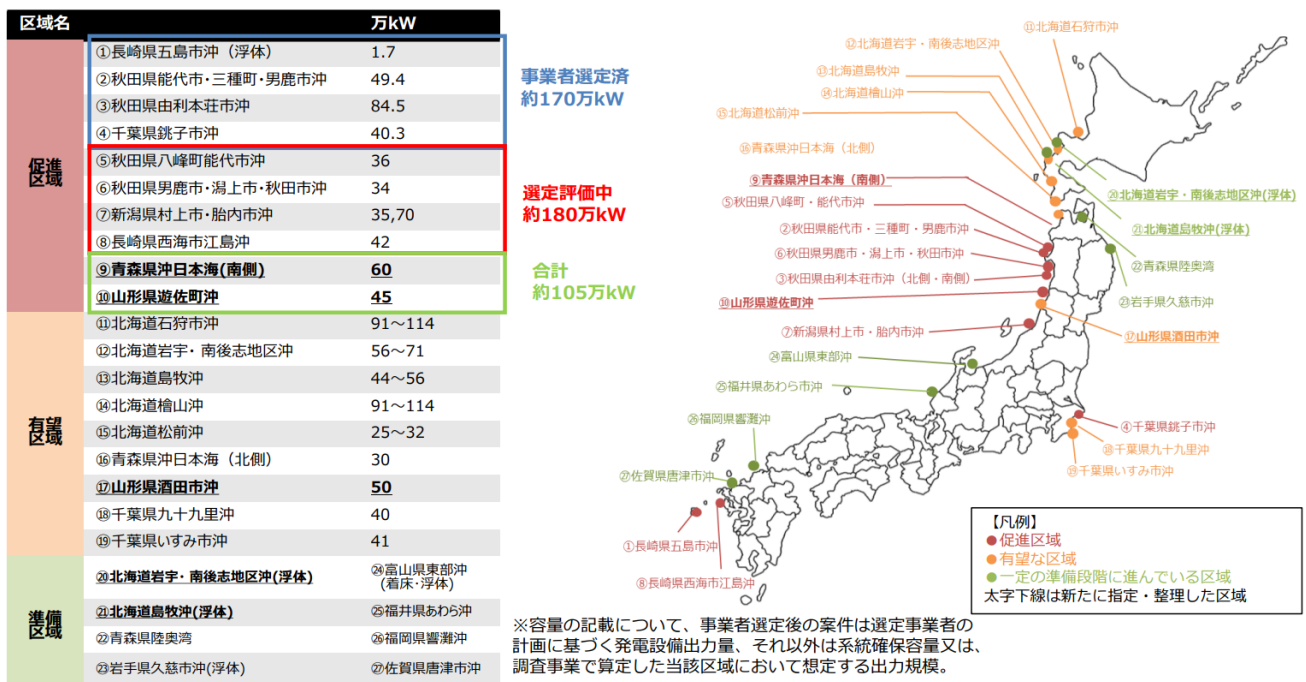 区域名 万kW
促進
区域
①長崎県五島市沖（浮体） 1.7
②秋田県能代市・三種町・男鹿市沖 49.4
③秋田県由利本荘市沖 84.5
④千葉県銚子市沖 40.3
⑤秋田県八峰町能代市沖 36
⑥秋田県男鹿市・潟上市・秋田市沖 34
⑦新潟県村上市・胎内市沖 35,70
⑧長崎県西海市江島沖 42
⑨青森県沖日本海(南側) 60
⑩山形県遊佐町沖 45
有望
区域
⑪北海道石狩市沖 91～114
⑫北海道岩宇・南後志地区沖 56～71
⑬北海道島牧沖 44～56
⑭北海道檜山沖 91～114
⑮北海道松前沖 25～32
⑯青森県沖日本海（北側） 30
⑰山形県酒田市沖 50
⑱千葉県九十九里沖 40
⑲千葉県いすみ市沖 41
準備
区域
⑳北海道岩宇・南後志地区沖(浮体) ㉔富山県東部沖
(着床・浮体)
㉑北海道島牧沖(浮体) ㉕福井県あわら沖
㉒青森県陸奥湾 ㉖福岡県響灘沖
㉓岩手県久慈市沖(浮体) ㉗佐賀県唐津市沖
事業者選定済
約170万kW
選定評価中
約180万kW
合計
約105万kW
⑪北海道石狩市沖
⑫北海道岩宇・南後志地区沖
⑬北海道島牧沖
⑭北海道檜山沖
⑮北海道松前沖
⑯青森県沖日本海（北側）
⑨青森県沖日本海（南側）
⑤秋田県八峰町・能代市沖
②秋田県能代市・三種町・男鹿市沖
⑥秋田県男鹿市・潟上市・秋田市沖
③秋田県由利本荘市沖（北側・南側）
⑩山形県遊佐町沖
⑦新潟県村上市・胎内市沖
㉔富山県東部沖
㉕福井県あわら市沖
㉖福岡県響灘沖
㉗佐賀県唐津市沖
①長崎県五島市沖
⑧長崎県西海市江島沖
⑳北海道岩宇・南後志地区沖(浮体)
㉑北海道島牧沖(浮体)
㉒青森県陸奥湾
㉓岩手県久慈市沖
⑰山形県酒田市沖
④千葉県銚子市沖
⑱千葉県九十九里沖
⑲千葉県いすみ市沖
【凡例】
●促進区域
●有望な区域
●一定の準備段階に進んでいる区域
太字下線は新たに指定・整理した区域
※容量の記載について、事業者選定後の案件は選定事業者の
計画に基づく発電設備出力量、それ以外は系統確保容量又は、
調査事業で算定した当該区域において想定する出力規模。